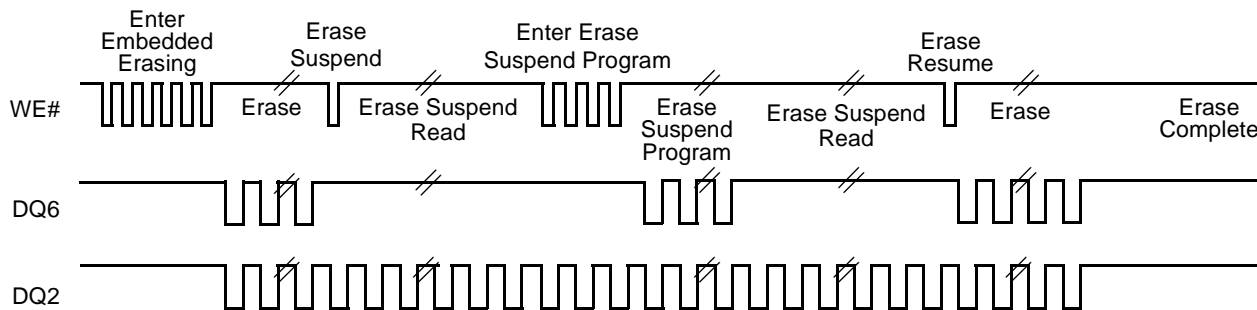 Enter
Embedded
Erasing
Erase
Suspend
Enter Erase
Suspend Program
Erase
Resume
WE#
Erase
Erase Suspend
Read
Erase
Suspend
Program
Erase Suspend
Read
Erase
Erase
Complete
DQ6
DQ2